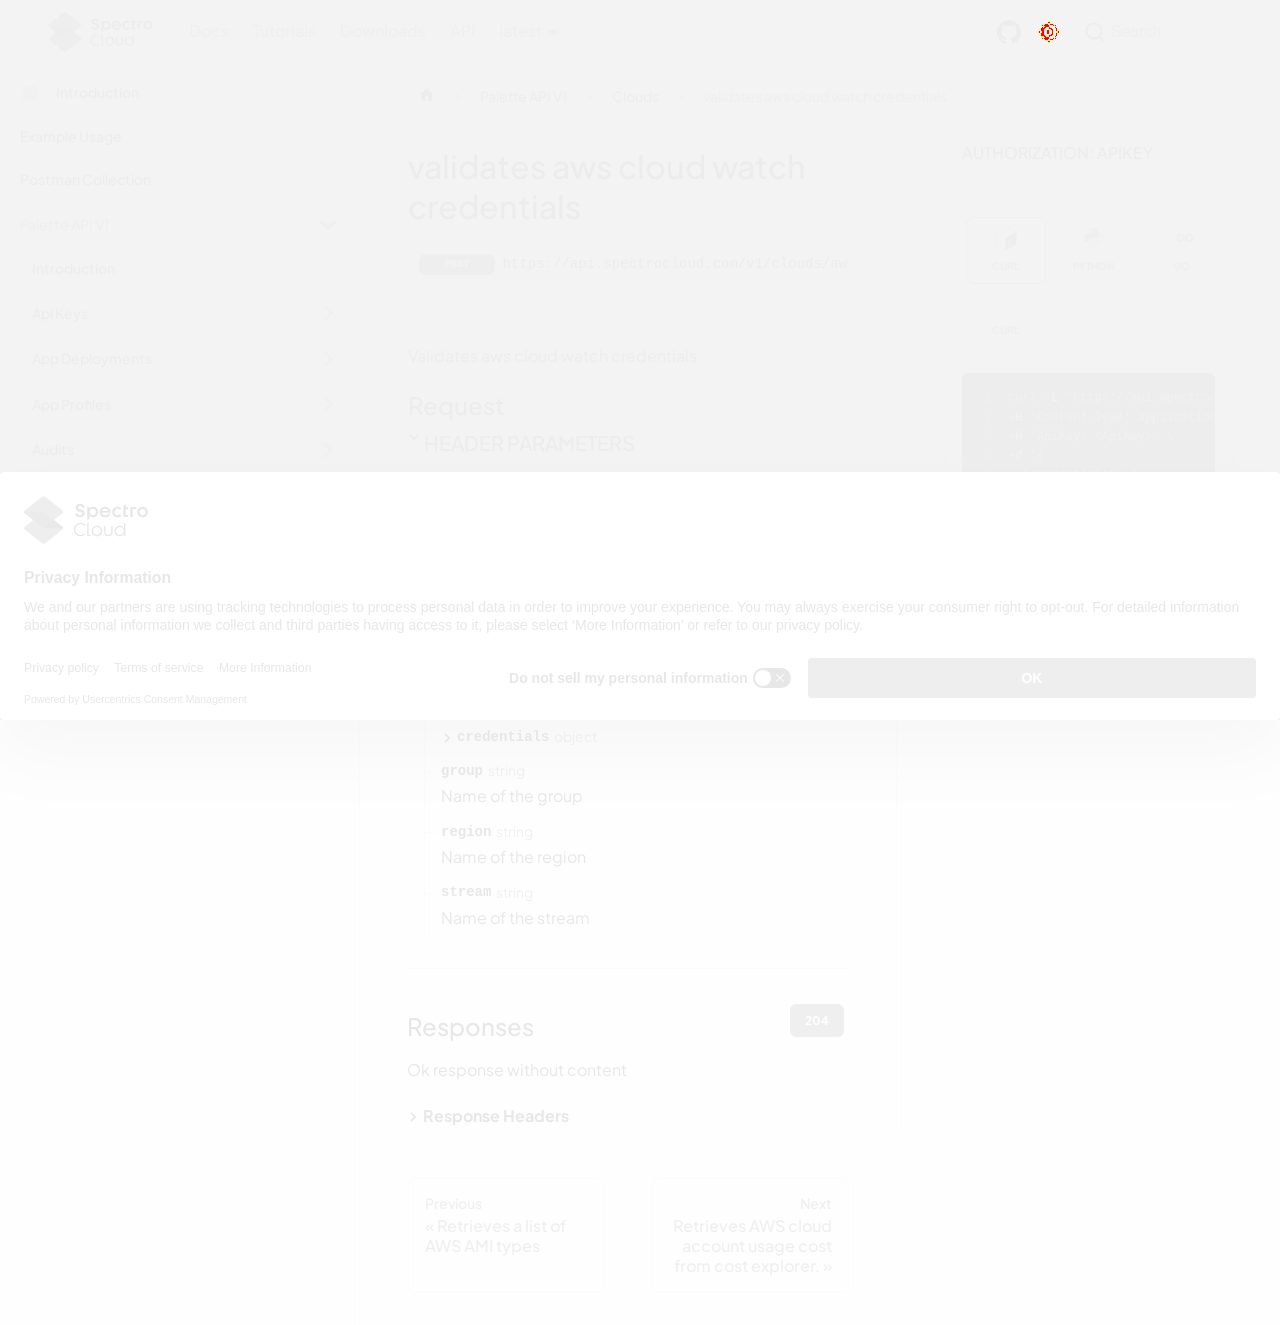 Spectro Cloud Docs Tutorials Downloads API latest Search
Introduction
Palette API V1 Clouds validates aws cloud watch credentials
Example Usage
AUTHORIZATION: APIKEY
Postman Collection
validates aws cloud watch
credentials
Palette API V1
Introduction
POST https://api.spectrocloud.com/v1/clouds/aw
CURL PYTHON GO
Api Keys
CURL
App Deployments
Validates aws cloud watch credentials
App Profiles
Request
Audits
HEADER PARAMETERS
Spectro
Cloud
Privacy Information
We and our partners are using tracking technologies to process personal data in order to improve your experience. You may always exercise your consumer right to opt-out. For detailed information
about personal information we collect and third parties having access to it, please select 'More Information' or refer to our privacy policy.
Privacy policy Terms of service More Information
Do not sell my personal information OK
Powered by Usercentrics Consent Management
credentials object
group string
Name of the group
region string
Name of the region
stream string
Name of the stream
Responses 204
Ok response without content
Response Headers
Previous
« Retrieves a list of
AWS AMI types
Next
Retrieves AWS cloud
account usage cost
from cost explorer. »